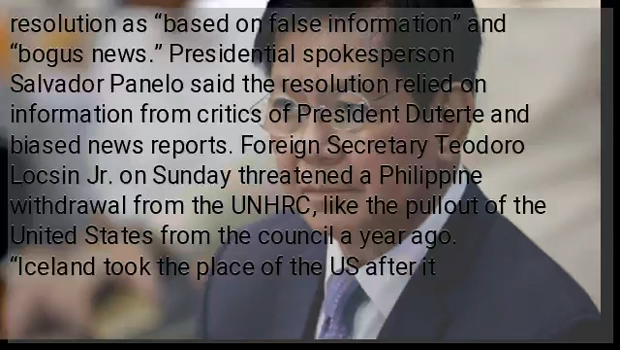 resolution as “based on false information” and
“bogus news.” Presidential spokesperson
Salvador Panelo said the resolution relied on
information from critics of President Duterte and
biased news reports. Foreign Secretary Teodoro
Locsin Jr. on Sunday threatened a Philippine
withdrawal from the UNHRC, like the pullout of the
United States from the council a year ago.
“Iceland took the place of the US after it